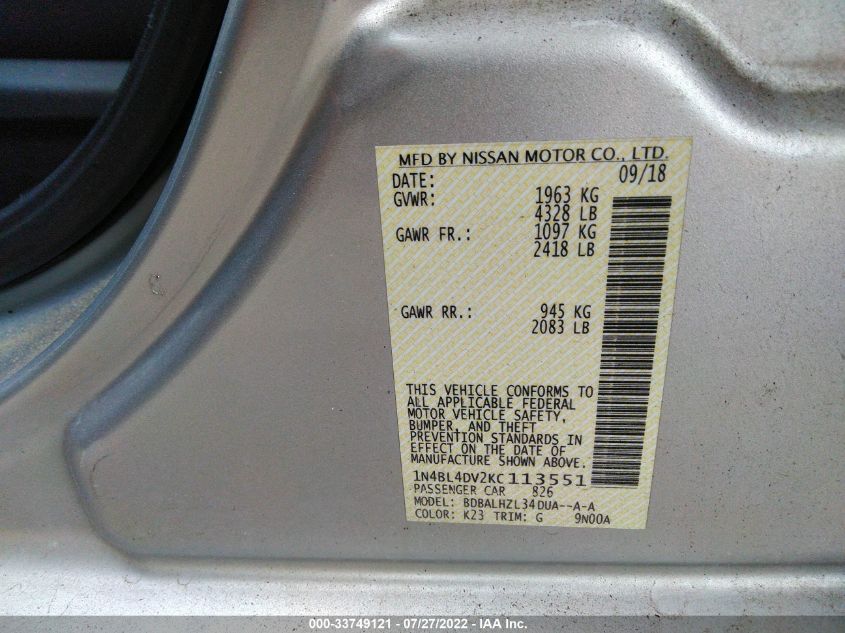 MFD BY NISSAN MOTOR CO., LTD.
DATE: 09/18
GVWR: 1963 KG
4328 LB
GAWR FR.: 1097 KG
2418 LB
GAWR RR.: 945 KG
2083 LB
THIS VEHICLE CONFORMS TO
ALL APPLICABLE FEDERAL
MOTOR VEHICLE SAFETY,
BUMPER, AND THEFT
PREVENTION STANDARDS IN
EFFECT ON THE DATE OF
MANUFACTURE SHOWN ABOVE.
1N4BL4DV2KC113551
PASSENGER CAR 826
MODEL: BDBALHZL34DUA--A-A
COLOR: K23 TRIM: G 9N00A
000-33749121 - 07/27/2022 - IAA Inc.